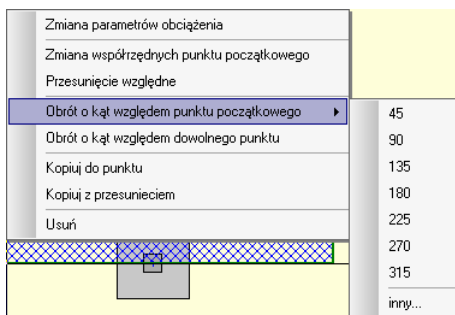 Zmiana parametrów obciążenia
Zmiana współrzędnych punktu początkowego
Przesunięcie względne
Obrót o kąt względem punktu początkowego
Obrót o kąt względem dowolnego punktu
Kopiuj do punktu
Kopiuj z przesunieciem
Usuń
45
90
135
180
225
270
315
inny...